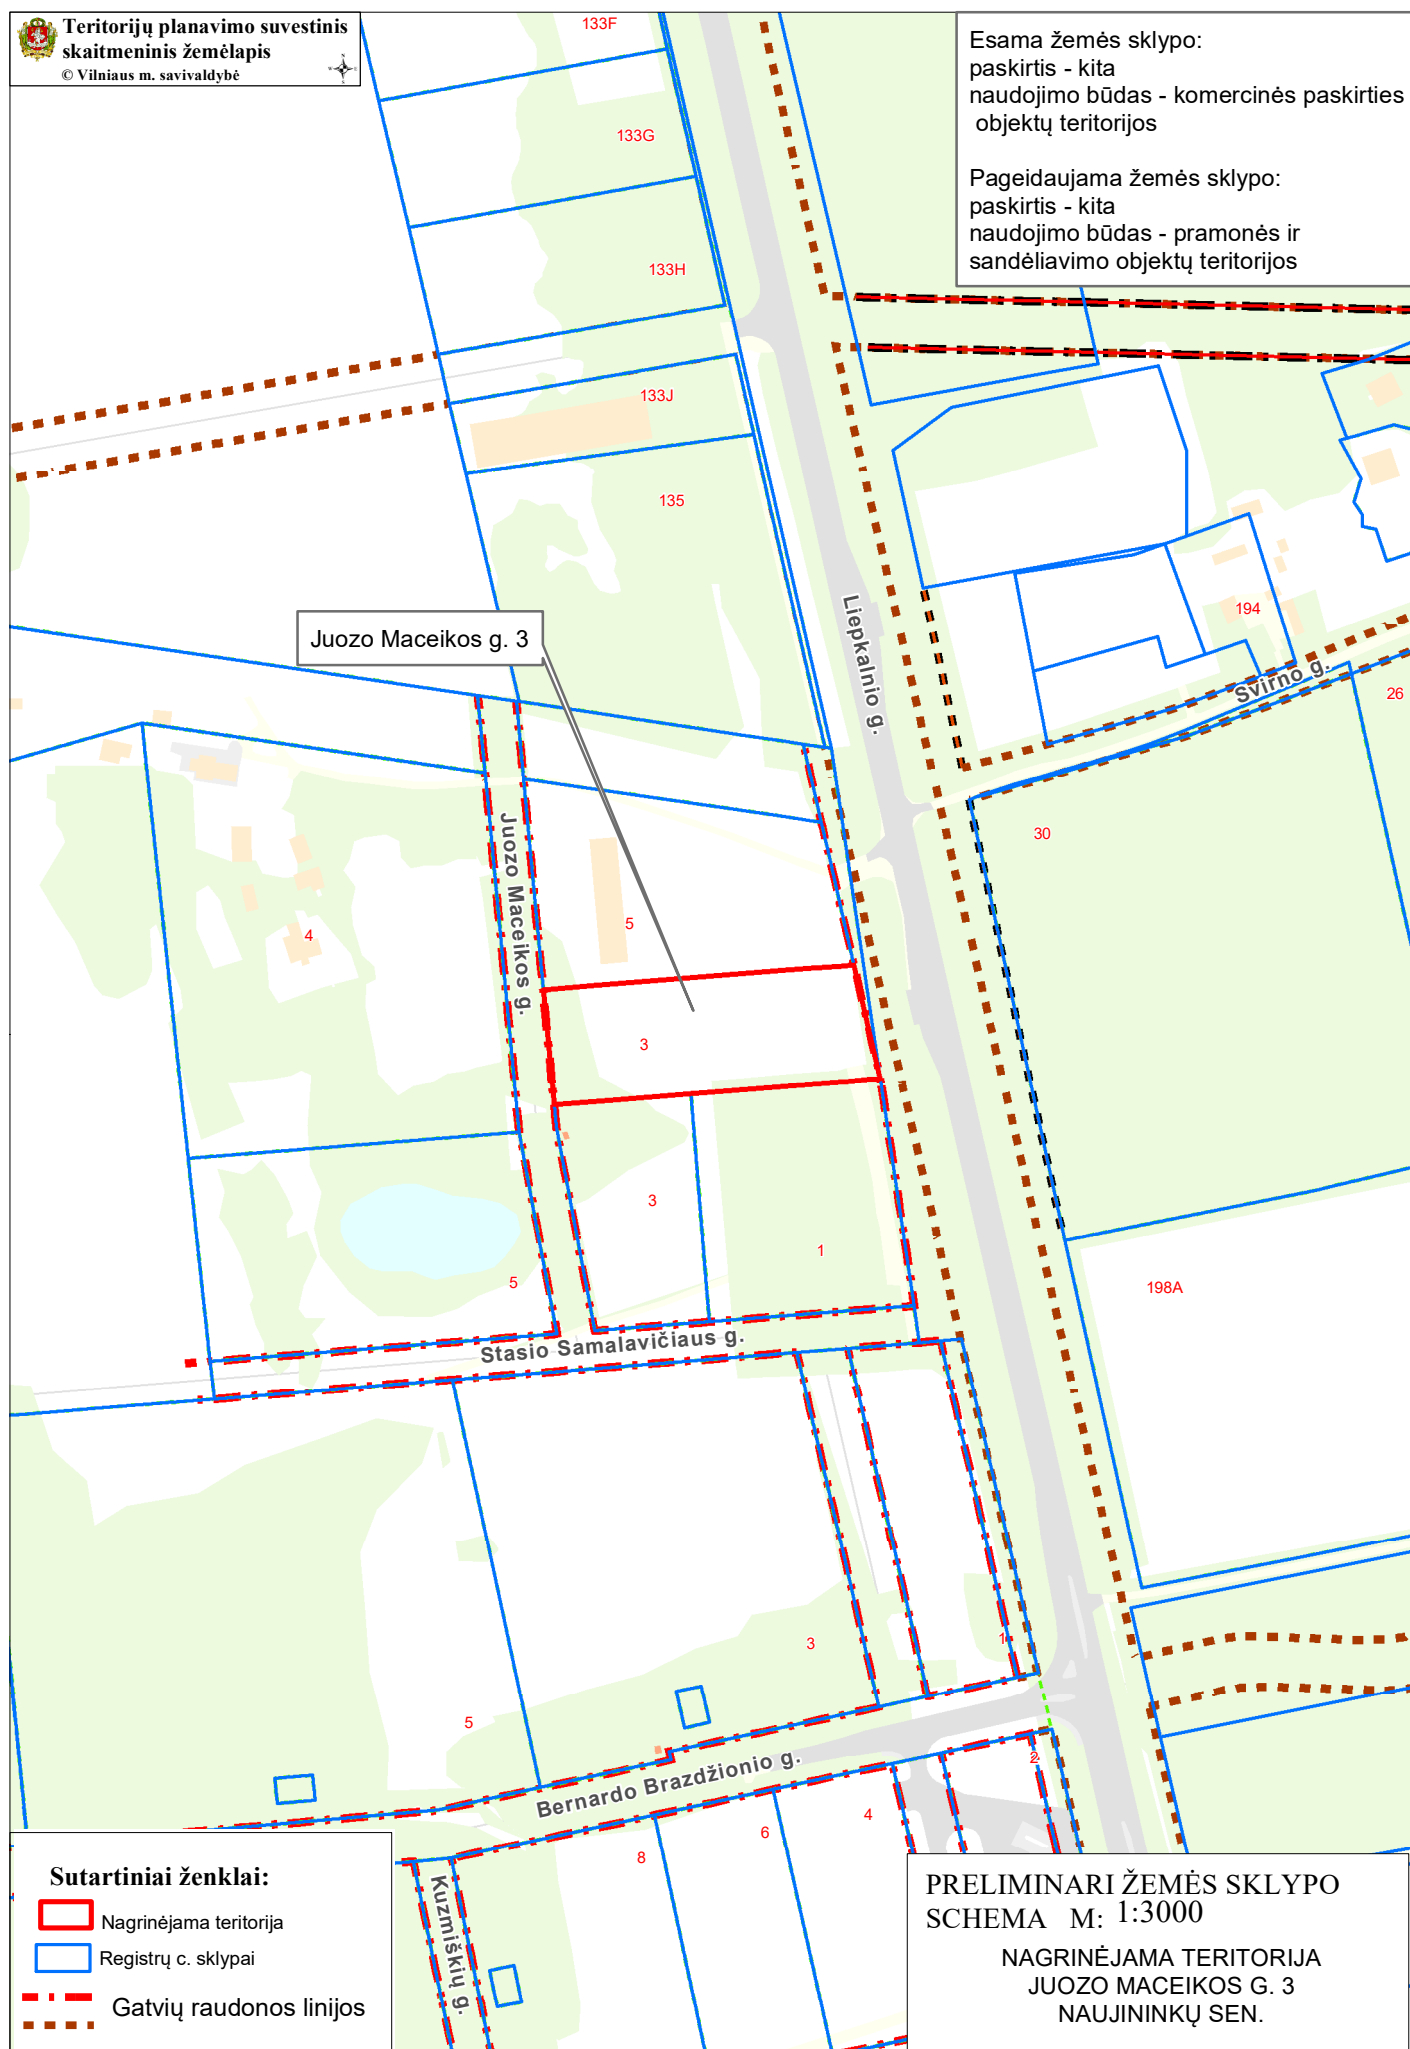 Teritorijų planavimo suvestinis
skaitmeninis žemėlapis
© Vilniaus m. savivaldybė
Esama žemės sklypo:
paskirtis - kita
naudojimo būdas - komercinės paskirties
objektų teritorijos
Pageidaujama žemės sklypo:
paskirtis - kita
naudojimo būdas - pramonės ir
sandėliavimo objektų teritorijos
133F
133G
133H
133J
135
Liepkalnio g.
194
Svirno g.
26
Juozo Maceikos g. 3
30
Juozo Maceikos g.
5
4
3
3
1
5
198A
Stasio Samalavičiaus g.
3
1
5
2
Bernardo Brazdžionio g.
4
6
8
Kuzmiškių g.
Sutartiniai ženklai:
Nagrinėjama teritorija
Registrų c. sklypai
Gatvių raudonos linijos
PRELIMINARI ŽEMĖS SKLYPO
SCHEMA M: 1:3000
NAGRINĖJAMA TERITORIJA
JUOZO MACEIKOS G. 3
NAUJININKŲ SEN.